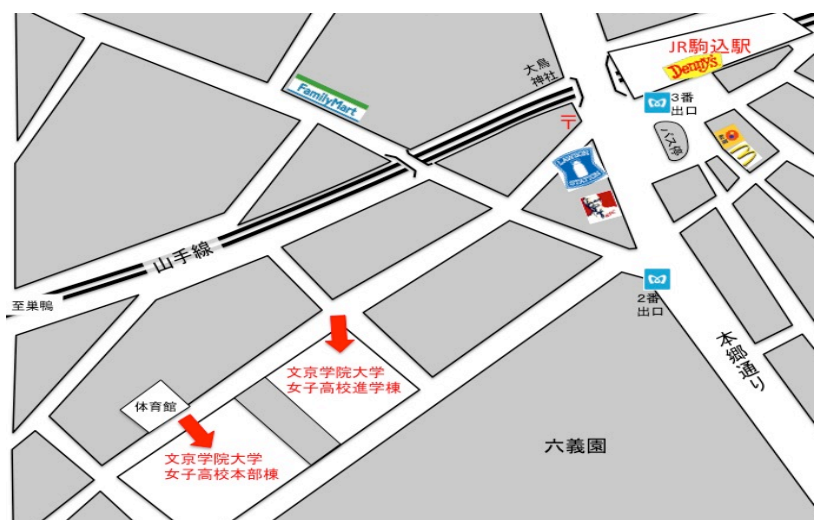 JR駒込駅
Denny's
大鳥
神社
FamilyMart
3番
出口
〒
バス停
LAWSON
STATION
KFC
山手線
至巣鴨
2番
出口
本郷通り
文京学院大学
女子高校進学棟
体育館
文京学院大学
女子高校本部棟
六義園